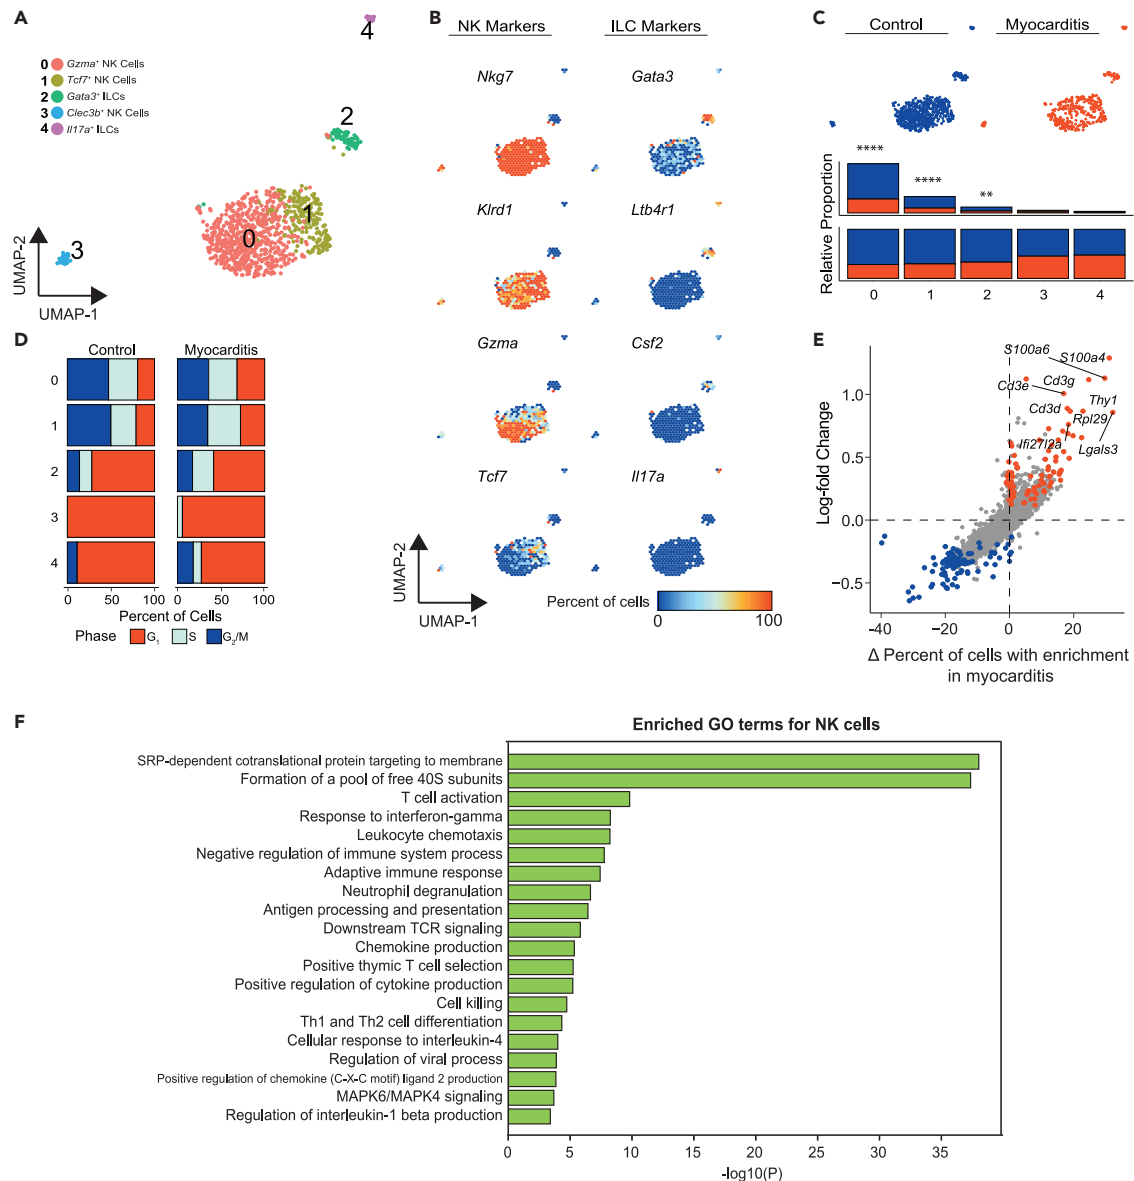 A
0 Gzma+ NK Cells
1 Tcf7+ NK Cells
2 Gata3+ ILCs
3 Clec3b+ NK Cells
4 Il17a+ ILCs
4
2
1
0
3
UMAP-2
UMAP-1
B
NK Markers
ILC Markers
Nkg7
Gata3
Klrd1
Ltb4r1
Gzma
Csf2
Tcf7
Il17a
UMAP-2
UMAP-1
Percent of cells
0
100
C
Control
Myocarditis
****
****
**
Relative Proportion
0 1 2 3 4
D
Control
Myocarditis
0
1
2
3
4
0 50 100
0 50 100
Percent of Cells
Phase G1 S G2/M
E
S100a6
S100a4
Cd3e
Cd3g
Thy1
Cd3d
Rpl29
Ifi27l2a
Lgals3
Log-fold Change
1.0
0.5
0.0
−0.5
-40
−20
0
20
Δ Percent of cells with enrichment
in myocarditis
F
Enriched GO terms for NK cells
SRP-dependent cotranslational protein targeting to membrane
Formation of a pool of free 40S subunits
T cell activation
Response to interferon-gamma
Leukocyte chemotaxis
Negative regulation of immune system process
Adaptive immune response
Neutrophil degranulation
Antigen processing and presentation
Downstream TCR signaling
Chemokine production
Positive thymic T cell selection
Positive regulation of cytokine production
Cell killing
Th1 and Th2 cell differentiation
Cellular response to interleukin-4
Regulation of viral process
Positive regulation of chemokine (C-X-C motif) ligand 2 production
MAPK6/MAPK4 signaling
Regulation of interleukin-1 beta production
0 5 10 15 20 25 30 35
-log10(P)